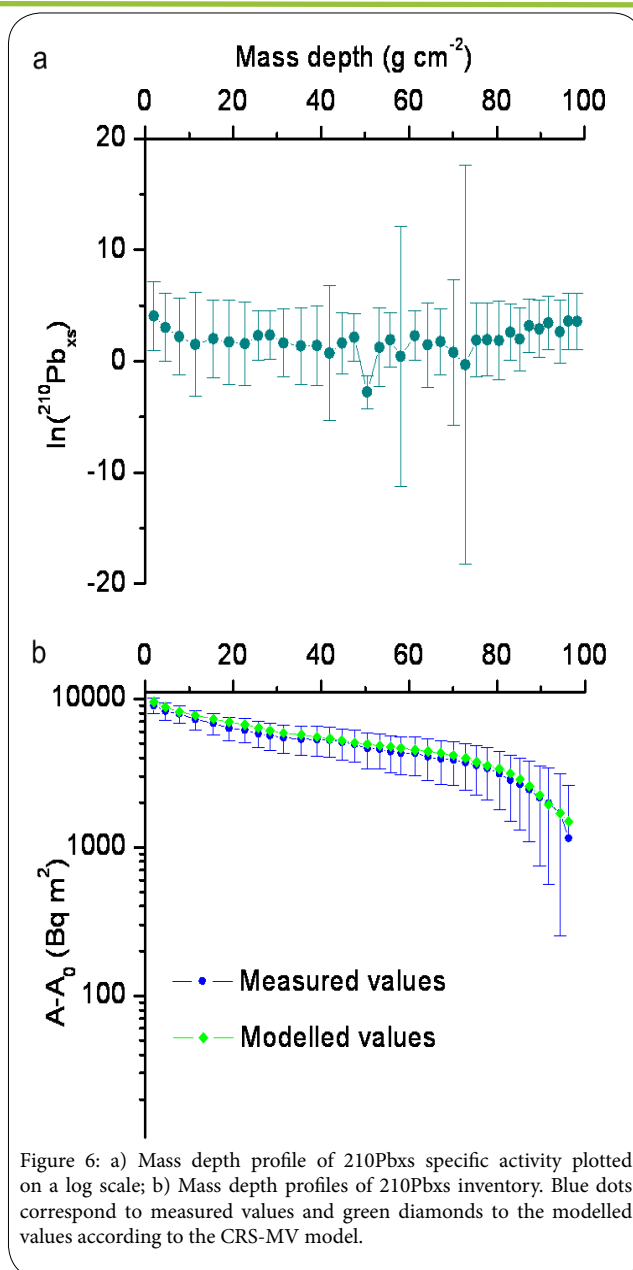 a
Mass depth (g cm-2)
0 20 40 60 80 100
20
10
0
-10
-20
ln(210Pbxs)
b
0 20 40 60 80 100
10000
1000
100
A-A0 (Bq m2)
Measured values
Modelled values
Figure 6: a) Mass depth profile of 210Pbxs specific activity plotted
on a log scale; b) Mass depth profiles of 210Pbxs inventory. Blue dots
correspond to measured values and green diamonds to the modelled
values according to the CRS-MV model.